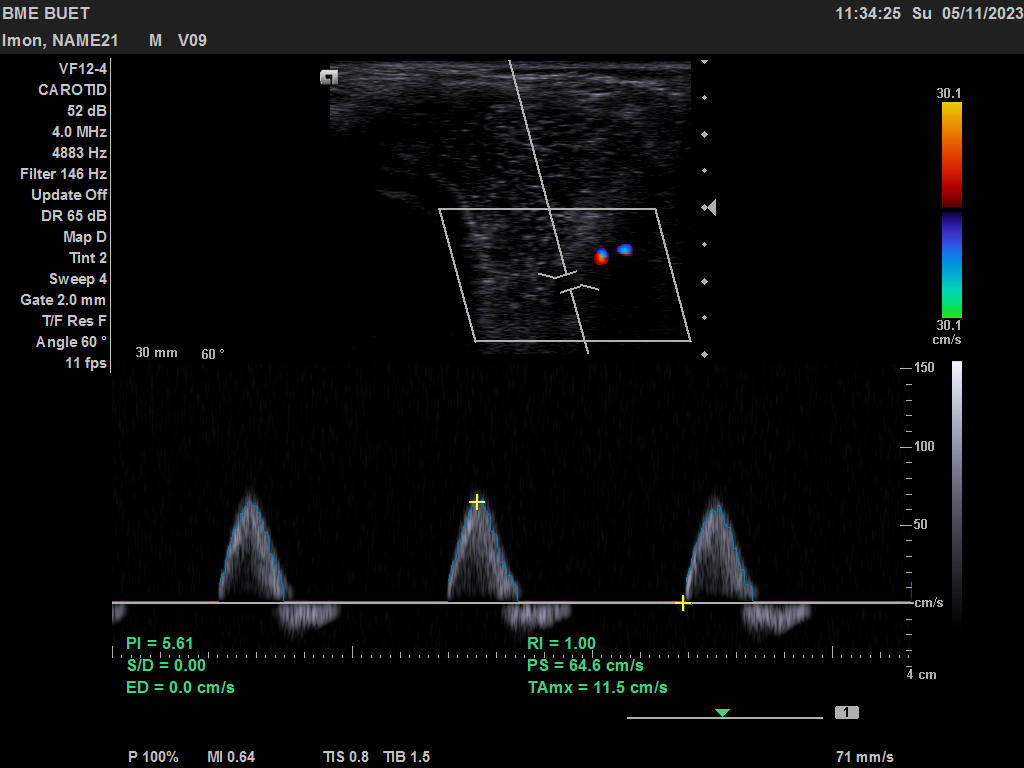 BME BUET
11:34:25 Su 05/11/2023
Imon, NAME21 M V09
VF12-4
CAROTID
52 dB
4.0 MHz
4883 Hz
Filter 146 Hz
Update Off
DR 65 dB
Map D
Tint 2
Sweep 4
Gate 2.0 mm
T/F Res F
Angle 60 °
11 fps
30 mm 60 °
30.1
30.1
cm/s
150
100
50
cm/s
4 cm
PI = 5.61
S/D = 0.00
ED = 0.0 cm/s
RI = 1.00
PS = 64.6 cm/s
TAmx = 11.5 cm/s
1
P 100% MI 0.64 TIS 0.8 TIB 1.5 71 mm/s